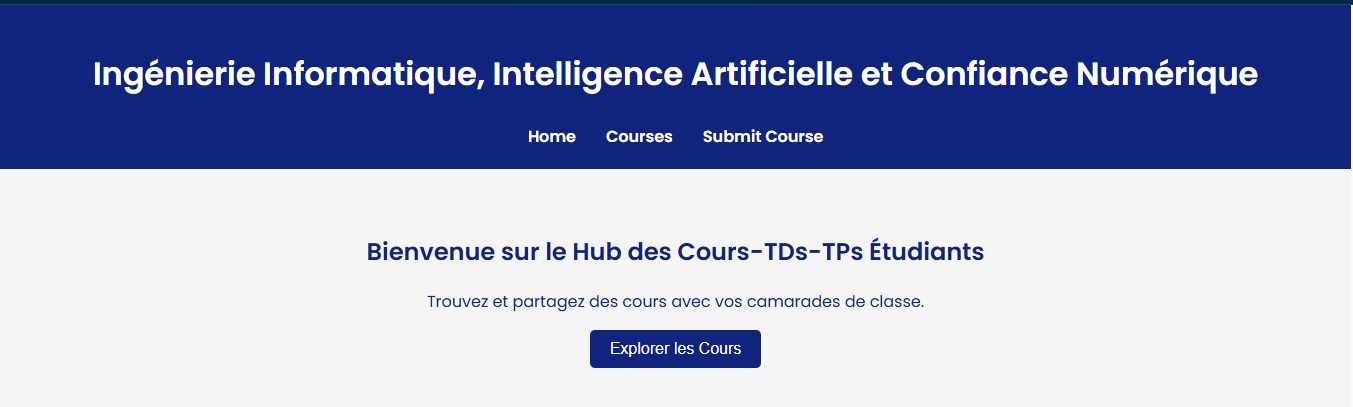 Ingénierie Informatique, Intelligence Artificielle et Confiance Numérique
Home Courses Submit Course
Bienvenue sur le Hub des Cours-TDs-TPs Étudiants
Trouvez et partagez des cours avec vos camarades de classe.
Explorer les Cours